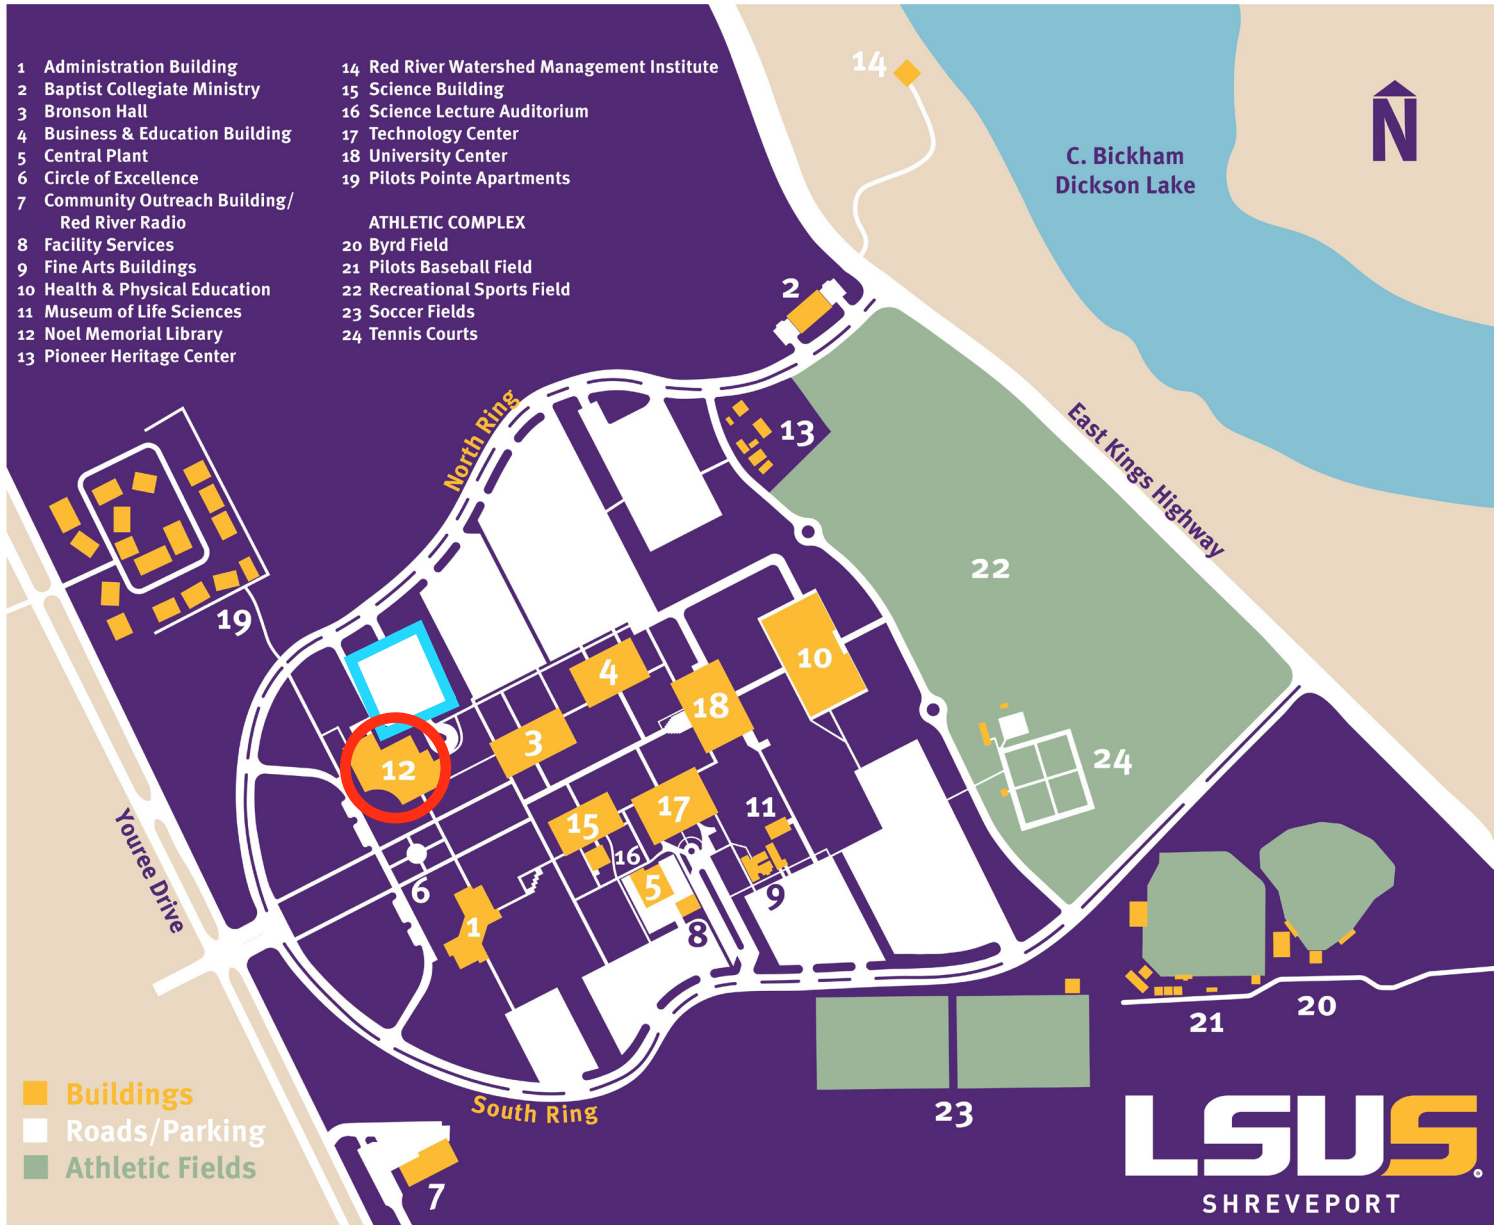 1 Administration Building
2 Baptist Collegiate Ministry
3 Bronson Hall
4 Business & Education Building
5 Central Plant
6 Circle of Excellence
7 Community Outreach Building/
Red River Radio
8 Facility Services
9 Fine Arts Buildings
10 Health & Physical Education
11 Museum of Life Sciences
12 Noel Memorial Library
13 Pioneer Heritage Center
14 Red River Watershed Management Institute
15 Science Building
16 Science Lecture Auditorium
17 Technology Center
18 University Center
19 Pilots Pointe Apartments
ATHLETIC COMPLEX
20 Byrd Field
21 Pilots Baseball Field
22 Recreational Sports Field
23 Soccer Fields
24 Tennis Courts
14
N
C. Bickham
Dickson Lake
2
North Ring
13
East Kings Highway
22
19
4
10
18
3
12
24
17
11
15
16
Youree Drive
6
5
9
1
8
20
21
Buildings
Roads/Parking
Athletic Fields
South Ring
23
7
LSUS
SHREVEPORT